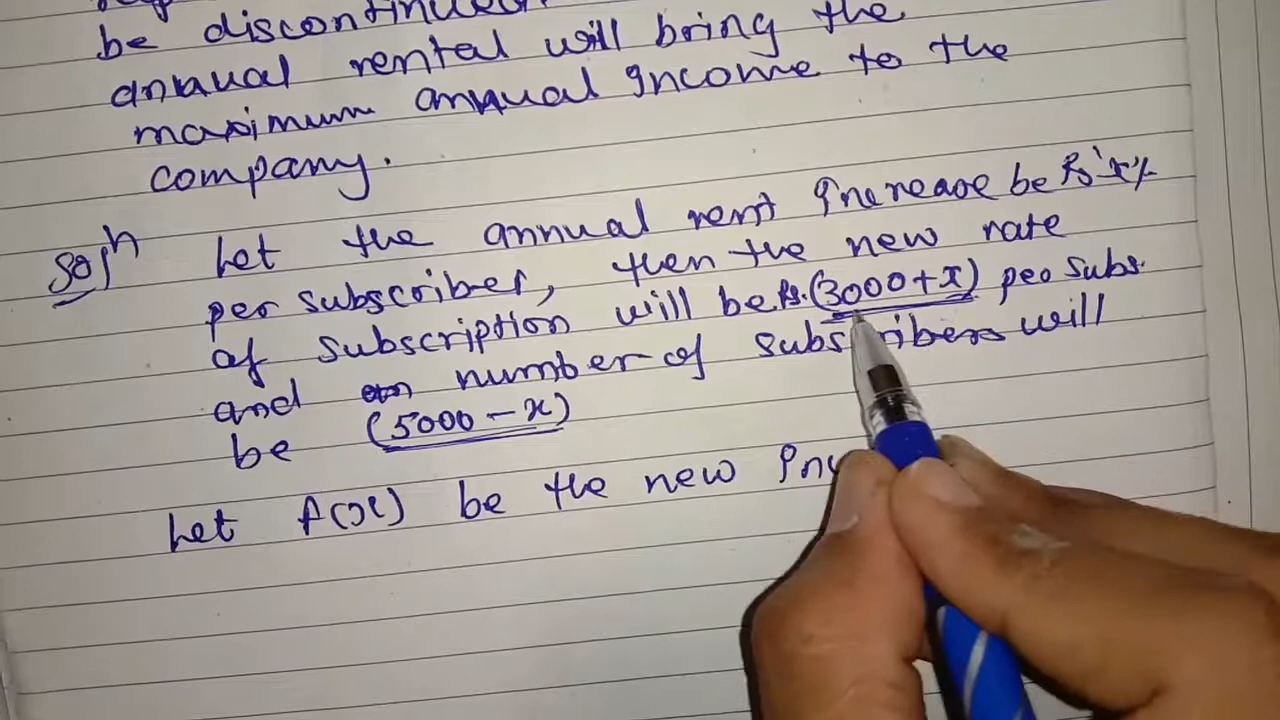 be discontinued
annual rental will bring the
maximum annual income to the
company.
Soln Let the annual rent increase be Rs 'x'/-
per subscriber, then the new rate
of subscription will be Rs. (3000+x) per subs.
and number of subscribers will
be (5000-x)
Let f(x) be the new